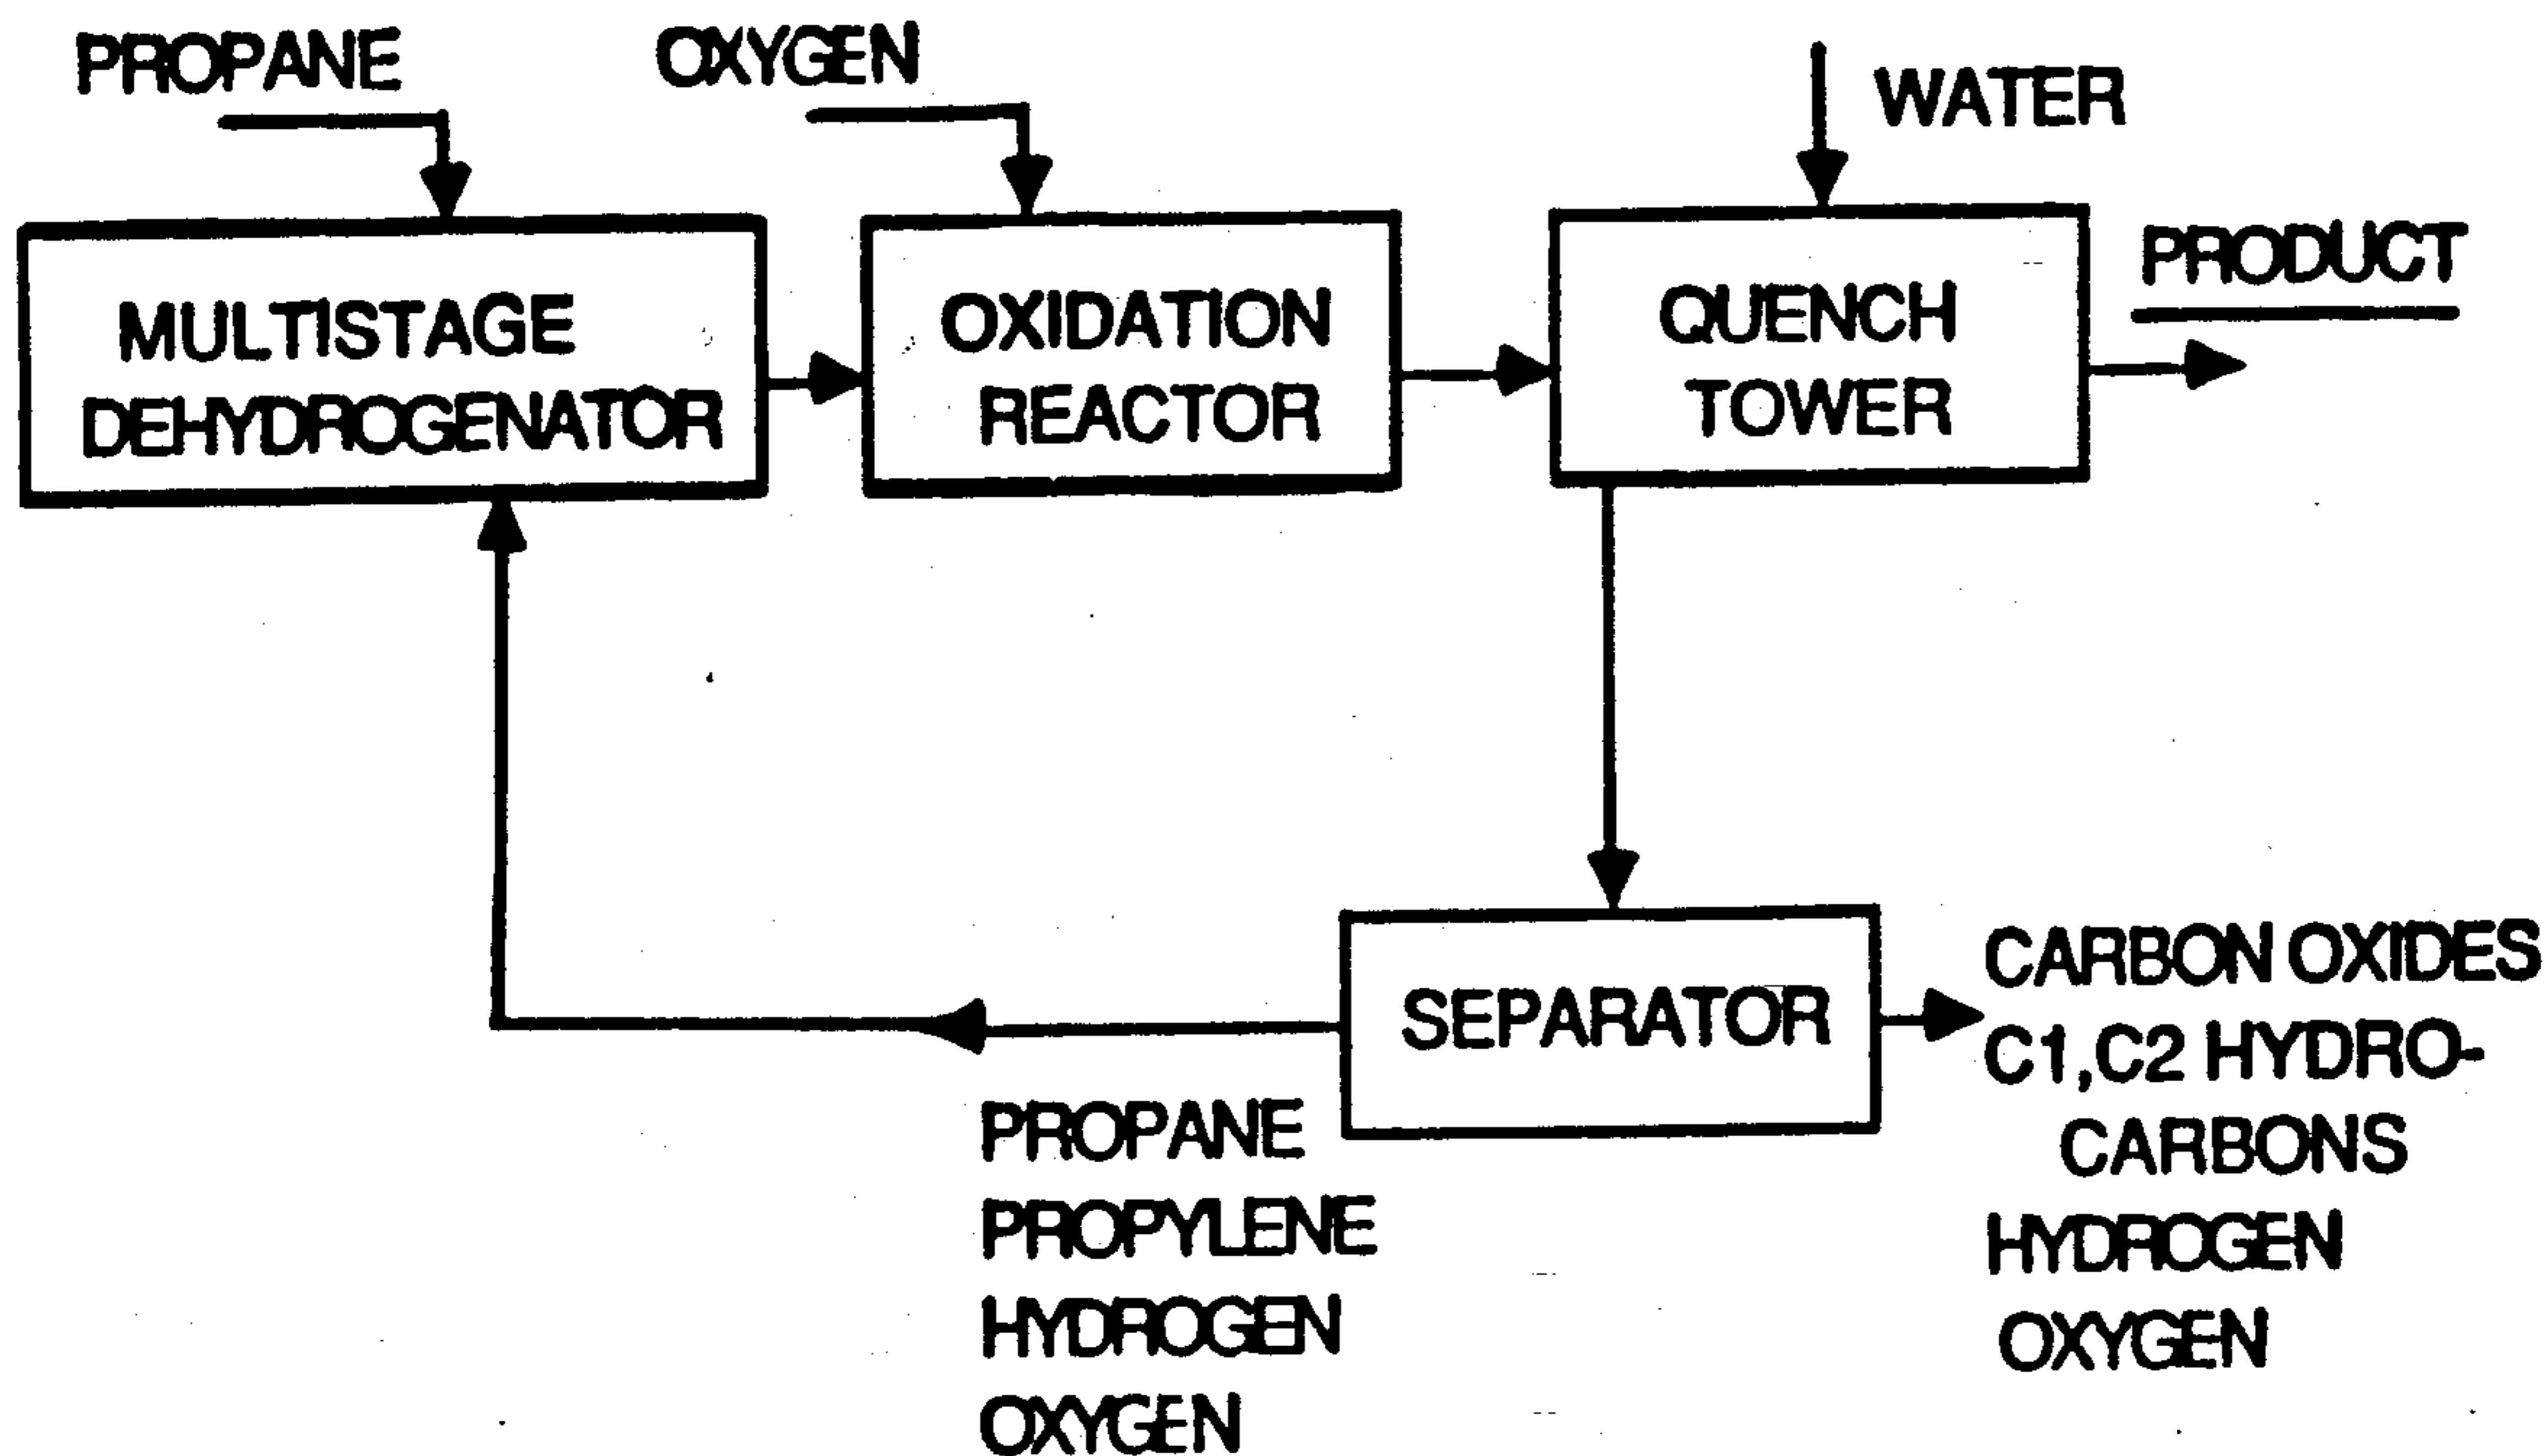 PROPANE
OXYGEN
WATER
MULTISTAGE
DEHYDROGENATOR
OXIDATION
REACTOR
QUENCH
TOWER
PRODUCT
SEPARATOR
CARBON OXIDES
C1,C2 HYDRO-
CARBONS
HYDROGEN
OXYGEN
PROPANE
PROPYLENE
HYDROGEN
OXYGEN